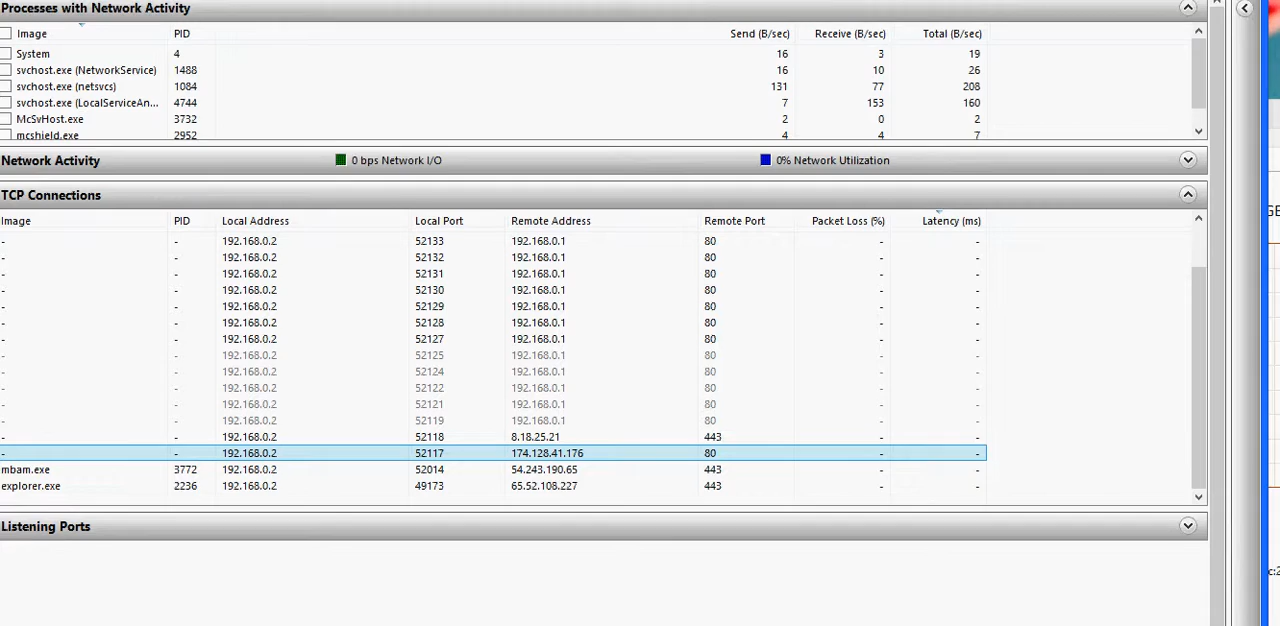 Processes with Network Activity
Image PID Send (B/sec) Receive (B/sec) Total (B/sec)
System 4 16 3 19
svchost.exe (NetworkService) 1488 16 10 26
svchost.exe (netsvcs) 1084 131 77 208
svchost.exe (LocalServiceAn... 4744 7 153 160
McSvHost.exe 3732 2 0 2
mcshield.exe 2952 4 4 7
Network Activity 0 bps Network I/O 0% Network Utilization
TCP Connections
Image PID Local Address Local Port Remote Address Remote Port Packet Loss (%) Latency (ms)
- - 192.168.0.2 52133 192.168.0.1 80 - -
- - 192.168.0.2 52132 192.168.0.1 80 - -
- - 192.168.0.2 52131 192.168.0.1 80 - -
- - 192.168.0.2 52130 192.168.0.1 80 - -
- - 192.168.0.2 52129 192.168.0.1 80 - -
- - 192.168.0.2 52128 192.168.0.1 80 - -
- - 192.168.0.2 52127 192.168.0.1 80 - -
- - 192.168.0.2 52125 192.168.0.1 80 - -
- - 192.168.0.2 52124 192.168.0.1 80 - -
- - 192.168.0.2 52122 192.168.0.1 80 - -
- - 192.168.0.2 52121 192.168.0.1 80 - -
- - 192.168.0.2 52119 192.168.0.1 80 - -
- - 192.168.0.2 52118 8.18.25.21 443 - -
- - 192.168.0.2 52117 174.128.41.176 80 - -
mbam.exe 3772 192.168.0.2 52014 54.243.190.65 443 - -
explorer.exe 2236 192.168.0.2 49173 65.52.108.227 443 - -
Listening Ports